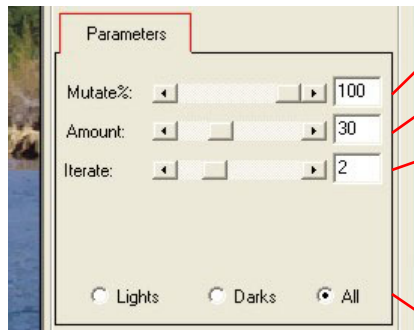 Parameters
Mutate%: 100
Amount: 30
Iterate: 2
Lights Darks All